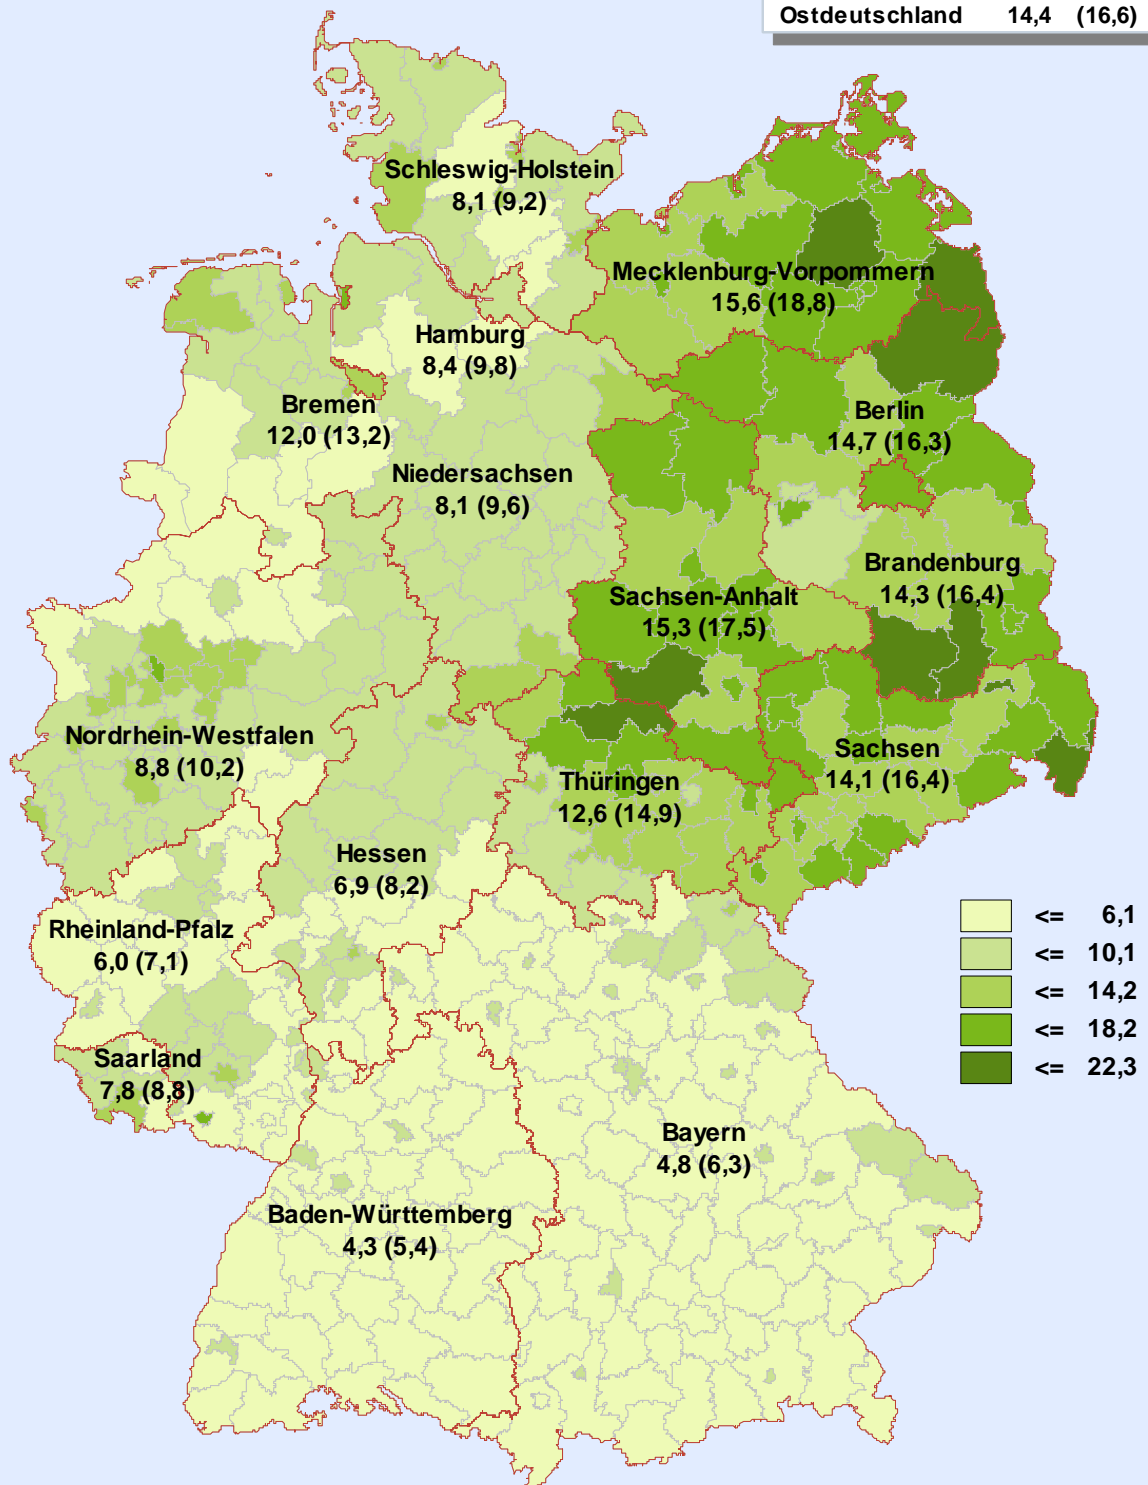 Ostdeutschland 14,4 (16,6)
Schleswig-Holstein
8,1 (9,2)
Mecklenburg-Vorpommern
15,6 (18,8)
Hamburg
8,4 (9,8)
Bremen
12,0 (13,2)
Berlin
14,7 (16,3)
Niedersachsen
8,1 (9,6)
Brandenburg
14,3 (16,4)
Sachsen-Anhalt
15,3 (17,5)
Nordrhein-Westfalen
8,8 (10,2)
Sachsen
14,1 (16,4)
Thüringen
12,6 (14,9)
Hessen
6,9 (8,2)
Rheinland-Pfalz
6,0 (7,1)
<= 6,1
<= 10,1
<= 14,2
<= 18,2
<= 22,3
Saarland
7,8 (8,8)
Bayern
4,8 (6,3)
Baden-Württemberg
4,3 (5,4)